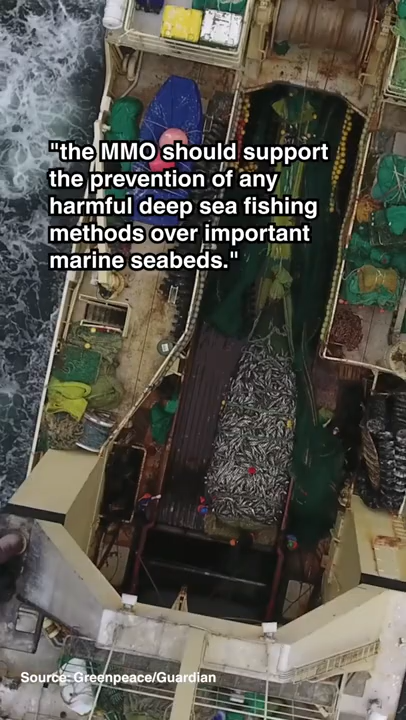 "the MMO should support
the prevention of any
harmful deep sea fishing
methods over important
marine seabeds."
Source: Greenpeace/Guardian